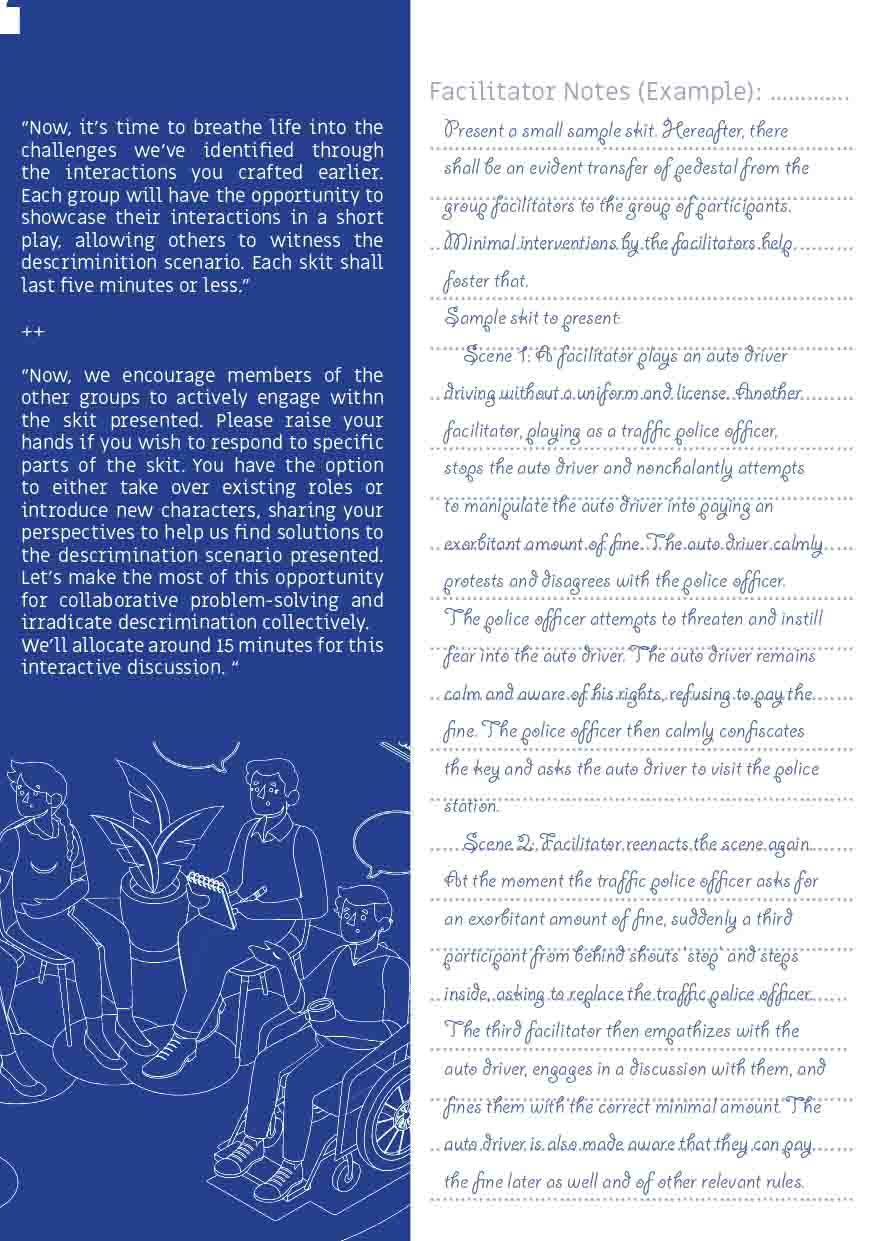 "Now, it's time to breathe life into the
challenges we've identified through
the interactions you crafted earlier.
Each group will have the opportunity to
showcase their interactions in a short
play, allowing others to witness the
descriminition scenario. Each skit shall
last five minutes or less."
++
"Now, we encourage members of the
other groups to actively engage withn
the skit presented. Please raise your
hands if you wish to respond to specific
parts of the skit. You have the option
to either take over existing roles or
introduce new characters, sharing your
perspectives to help us find solutions to
the descrimination scenario presented.
Let's make the most of this opportunity
for collaborative problem-solving and
irradicate descrimination collectively.
We'll allocate around 15 minutes for this
interactive discussion. "
Facilitator Notes (Example): .............
Present a small sample skit. Hereafter, there
shall be an evident transfer of pedestal from the
group facilitators to the group of participants.
Minimal interventions by the facilitators help
foster that.
Sample skit to present:
Scene 1: A facilitator plays an auto driver
driving without a uniform and license. Another
facilitator, playing as a traffic police officer,
stops the auto driver and nonchalantly attempts
to manipulate the auto driver into paying an
exorbitant amount of fine. The auto driver calmly
protests and disagrees with the police officer.
The police officer attempts to threaten and instill
fear into the auto driver. The auto driver remains
calm and aware of his rights, refusing to pay the
fine. The police officer then calmly confiscates
the key and asks the auto driver to visit the police
station.
Scene 2: Facilitator reenacts the scene again.
At the moment the traffic police officer asks for
an exorbitant amount of fine, suddenly a third
participant from behind shouts 'stop' and steps
inside, asking to replace the traffic police officer.
The third facilitator then empathizes with the
auto driver, engages in a discussion with them, and
fines them with the correct minimal amount. The
auto driver is also made aware that they can pay
the fine later as well and of other relevant rules.